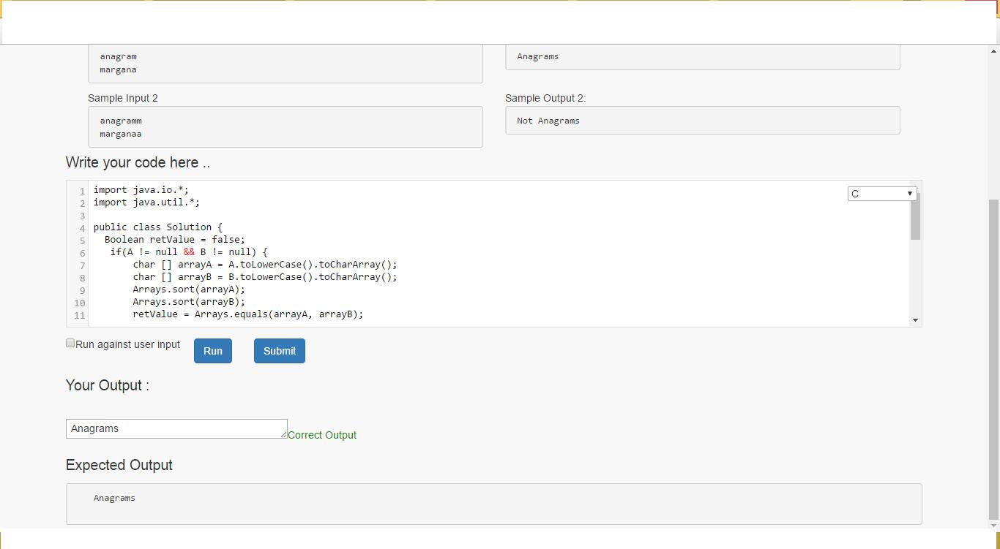 anagram
margana
Anagrams
Sample Input 2
Sample Output 2:
anagramm
marganaa
Not Anagrams
Write your code here ..
C
1 import java.io.*;
2 import java.util.*;
3
4 public class Solution {
5 Boolean retValue = false;
6 if(A != null && B != null) {
7 char [] arrayA = A.toLowerCase().toCharArray();
8 char [] arrayB = B.toLowerCase().toCharArray();
9 Arrays.sort(arrayA);
10 Arrays.sort(arrayB);
11 retValue = Arrays.equals(arrayA, arrayB);
Run against user input Run Submit
Your Output :
Anagrams
Correct Output
Expected Output
Anagrams